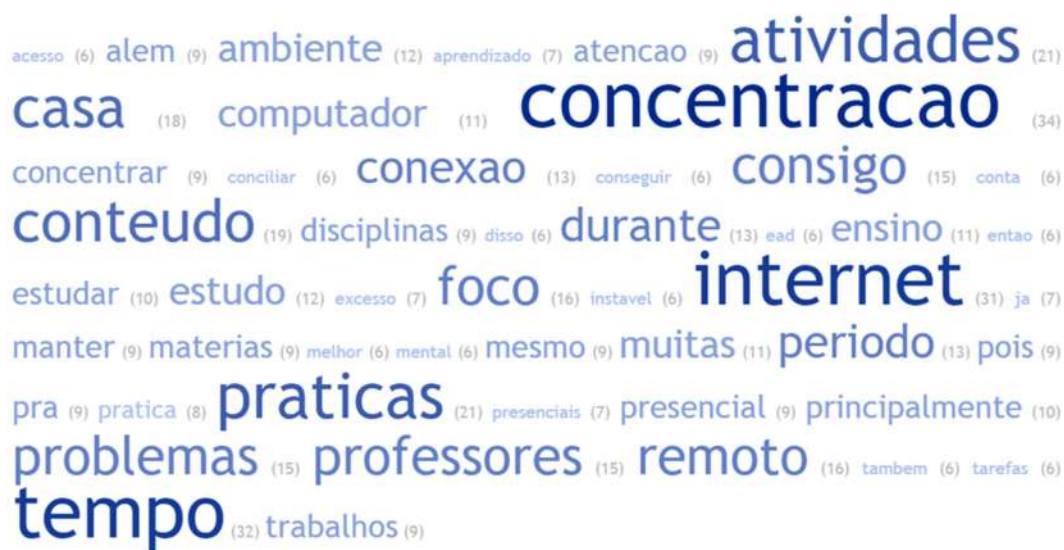 acesso (6) alem (9) ambiente (12) aprendizado (7) atencao (9) atividades (21)
casa (18) computador (11) concentracao (34)
concentrar (9) conciliar (6) conexao (13) conseguir (6) consigo (15) conta (6)
conteudo (19) disciplinas (9) disso (6) durante (13) ead (6) ensino (11) entao (6)
estudar (10) estudo (12) excesso (7) foco (16) instavel (6) internet (31) ja (7)
manter (9) materias (9) melhor (6) mental (6) mesmo (9) muitas (11) periodo (13) pois (9)
pra (9) pratica (8) praticas (21) presenciais (7) presencial (9) principalmente (10)
problemas (15) professores (15) remoto (16) tambem (6) tarefas (6)
tempo (32) trabalhos (9)